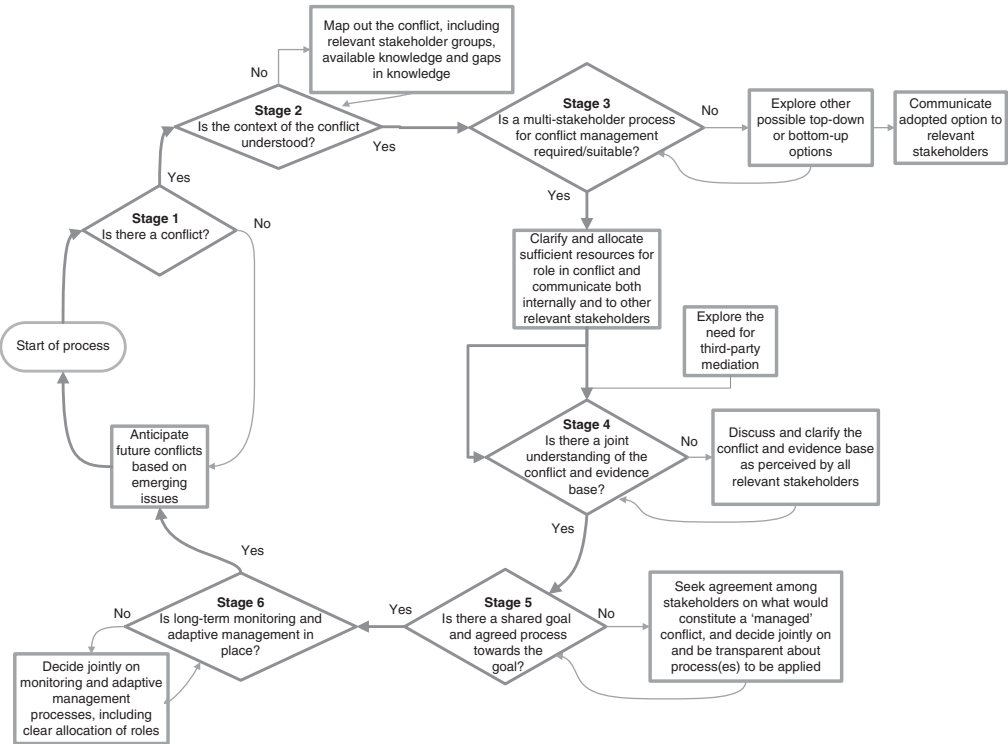 Map out the conflict, including
relevant stakeholder groups,
available knowledge and gaps
in knowledge
No
Stage 2
Is the context of the conflict
understood?
Yes
Stage 3
Is a multi-stakeholder process
for conflict management
required/suitable?
No
Explore other
possible top-down
or bottom-up
options
Communicate
adopted option to
relevant
stakeholders
Yes
Yes
Stage 1
Is there a conflict?
No
Clarify and allocate
sufficient resources for
role in conflict and
communicate both
internally and to other
relevant stakeholders
Start of process
Explore the
need for
third-party
mediation
Stage 4
Is there a joint
understanding of the
conflict and evidence
base?
No
Discuss and clarify the
conflict and evidence base
as perceived by all
relevant stakeholders
Anticipate
future conflicts
based on
emerging
issues
Yes
Yes
Stage 5
Is there a shared goal
and agreed process
towards the
goal?
No
Seek agreement among
stakeholders on what would
constitute a ‘managed’
conflict, and decide jointly on
and be transparent about
process(es) to be applied
Yes
Stage 6
Is long-term monitoring and
adaptive management in
place?
No
Decide jointly on
monitoring and adaptive
management
processes, including
clear allocation of roles